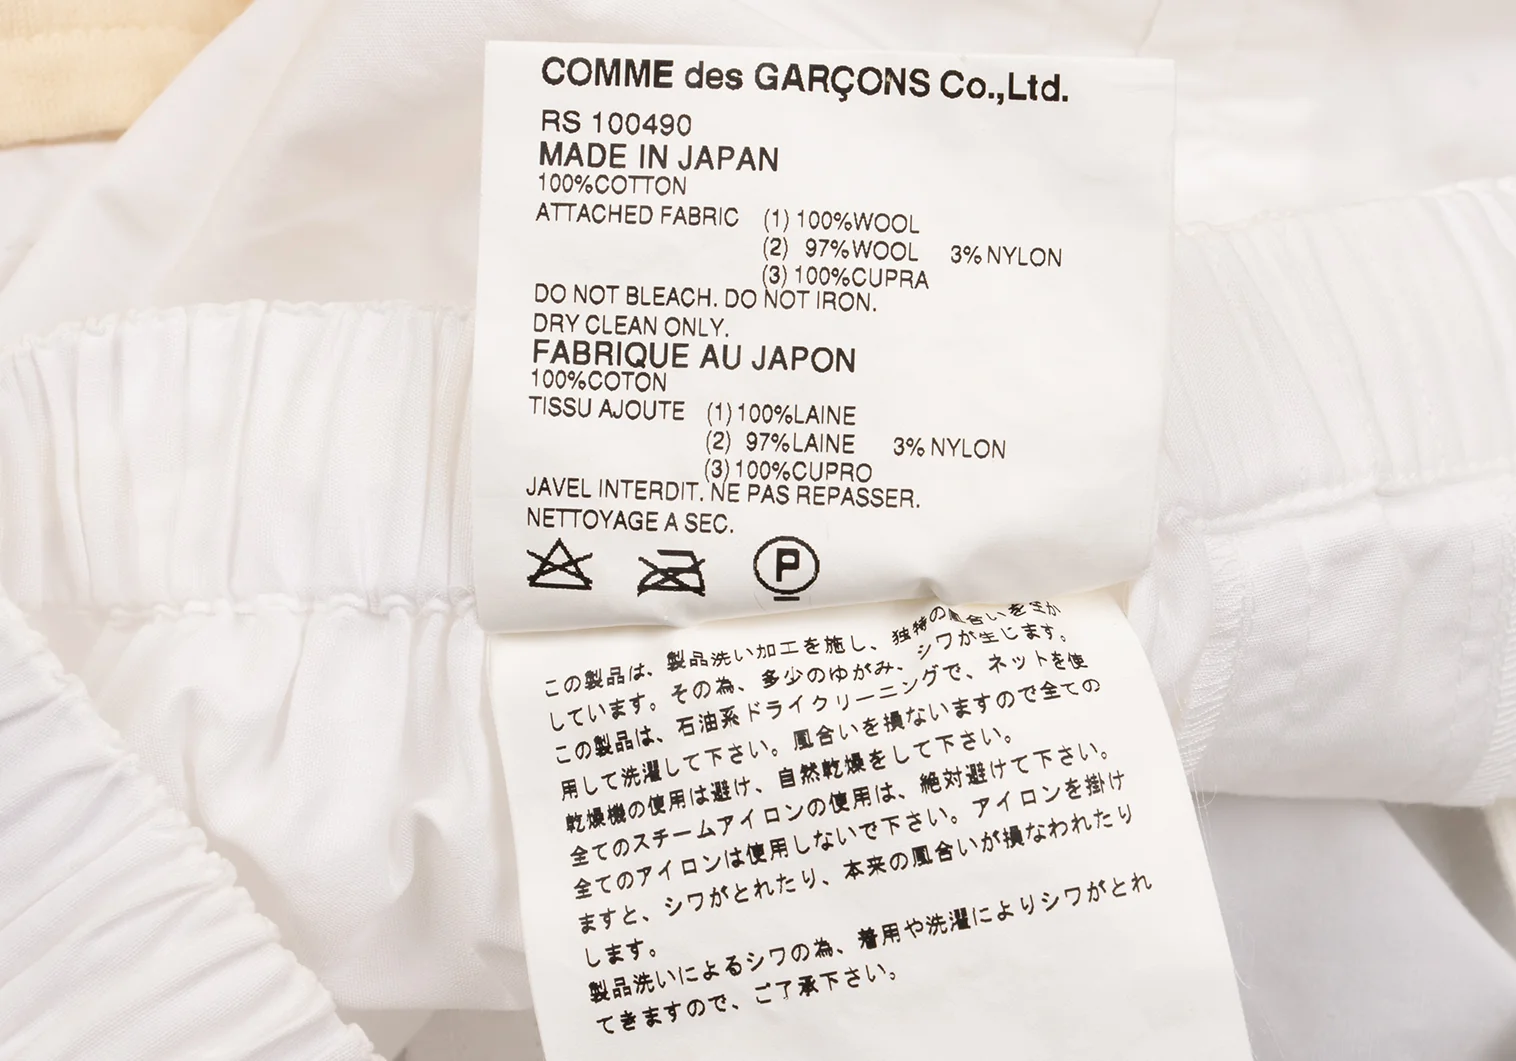 COMME des GARÇONS Co.,Ltd.
RS 100490
MADE IN JAPAN
100%COTTON
ATTACHED FABRIC (1) 100%WOOL
(2) 97%WOOL 3%NYLON
(3) 100%CUPRA
DO NOT BLEACH. DO NOT IRON.
DRY CLEAN ONLY.
FABRIQUE AU JAPON
100%COTON
TISSU AJOUTE (1) 100%LAINE
(2) 97%LAINE 3%NYLON
(3) 100%CUPRO
JAVEL INTERDIT. NE PAS REPASSER.
NETTOYAGE A SEC.
P
この製品は、製品洗い加工を施し、独特の風合いを生か
しています。その為、多少のゆがみ、シワが生じます。
この製品は、石油系ドライクリーニングで、ネットを使
用して洗濯して下さい。風合いを損ないますので全ての
乾燥機の使用は避け、自然乾燥をして下さい。
全てのスチームアイロンの使用は、絶対避けて下さい。
全てのアイロンは使用しないで下さい。アイロンを掛け
ますと、シワがとれたり、本来の風合いが損なわれたり
します。
製品洗いによるシワの為、着用や洗濯によりシワがとれ
てきますので、ご了承下さい。